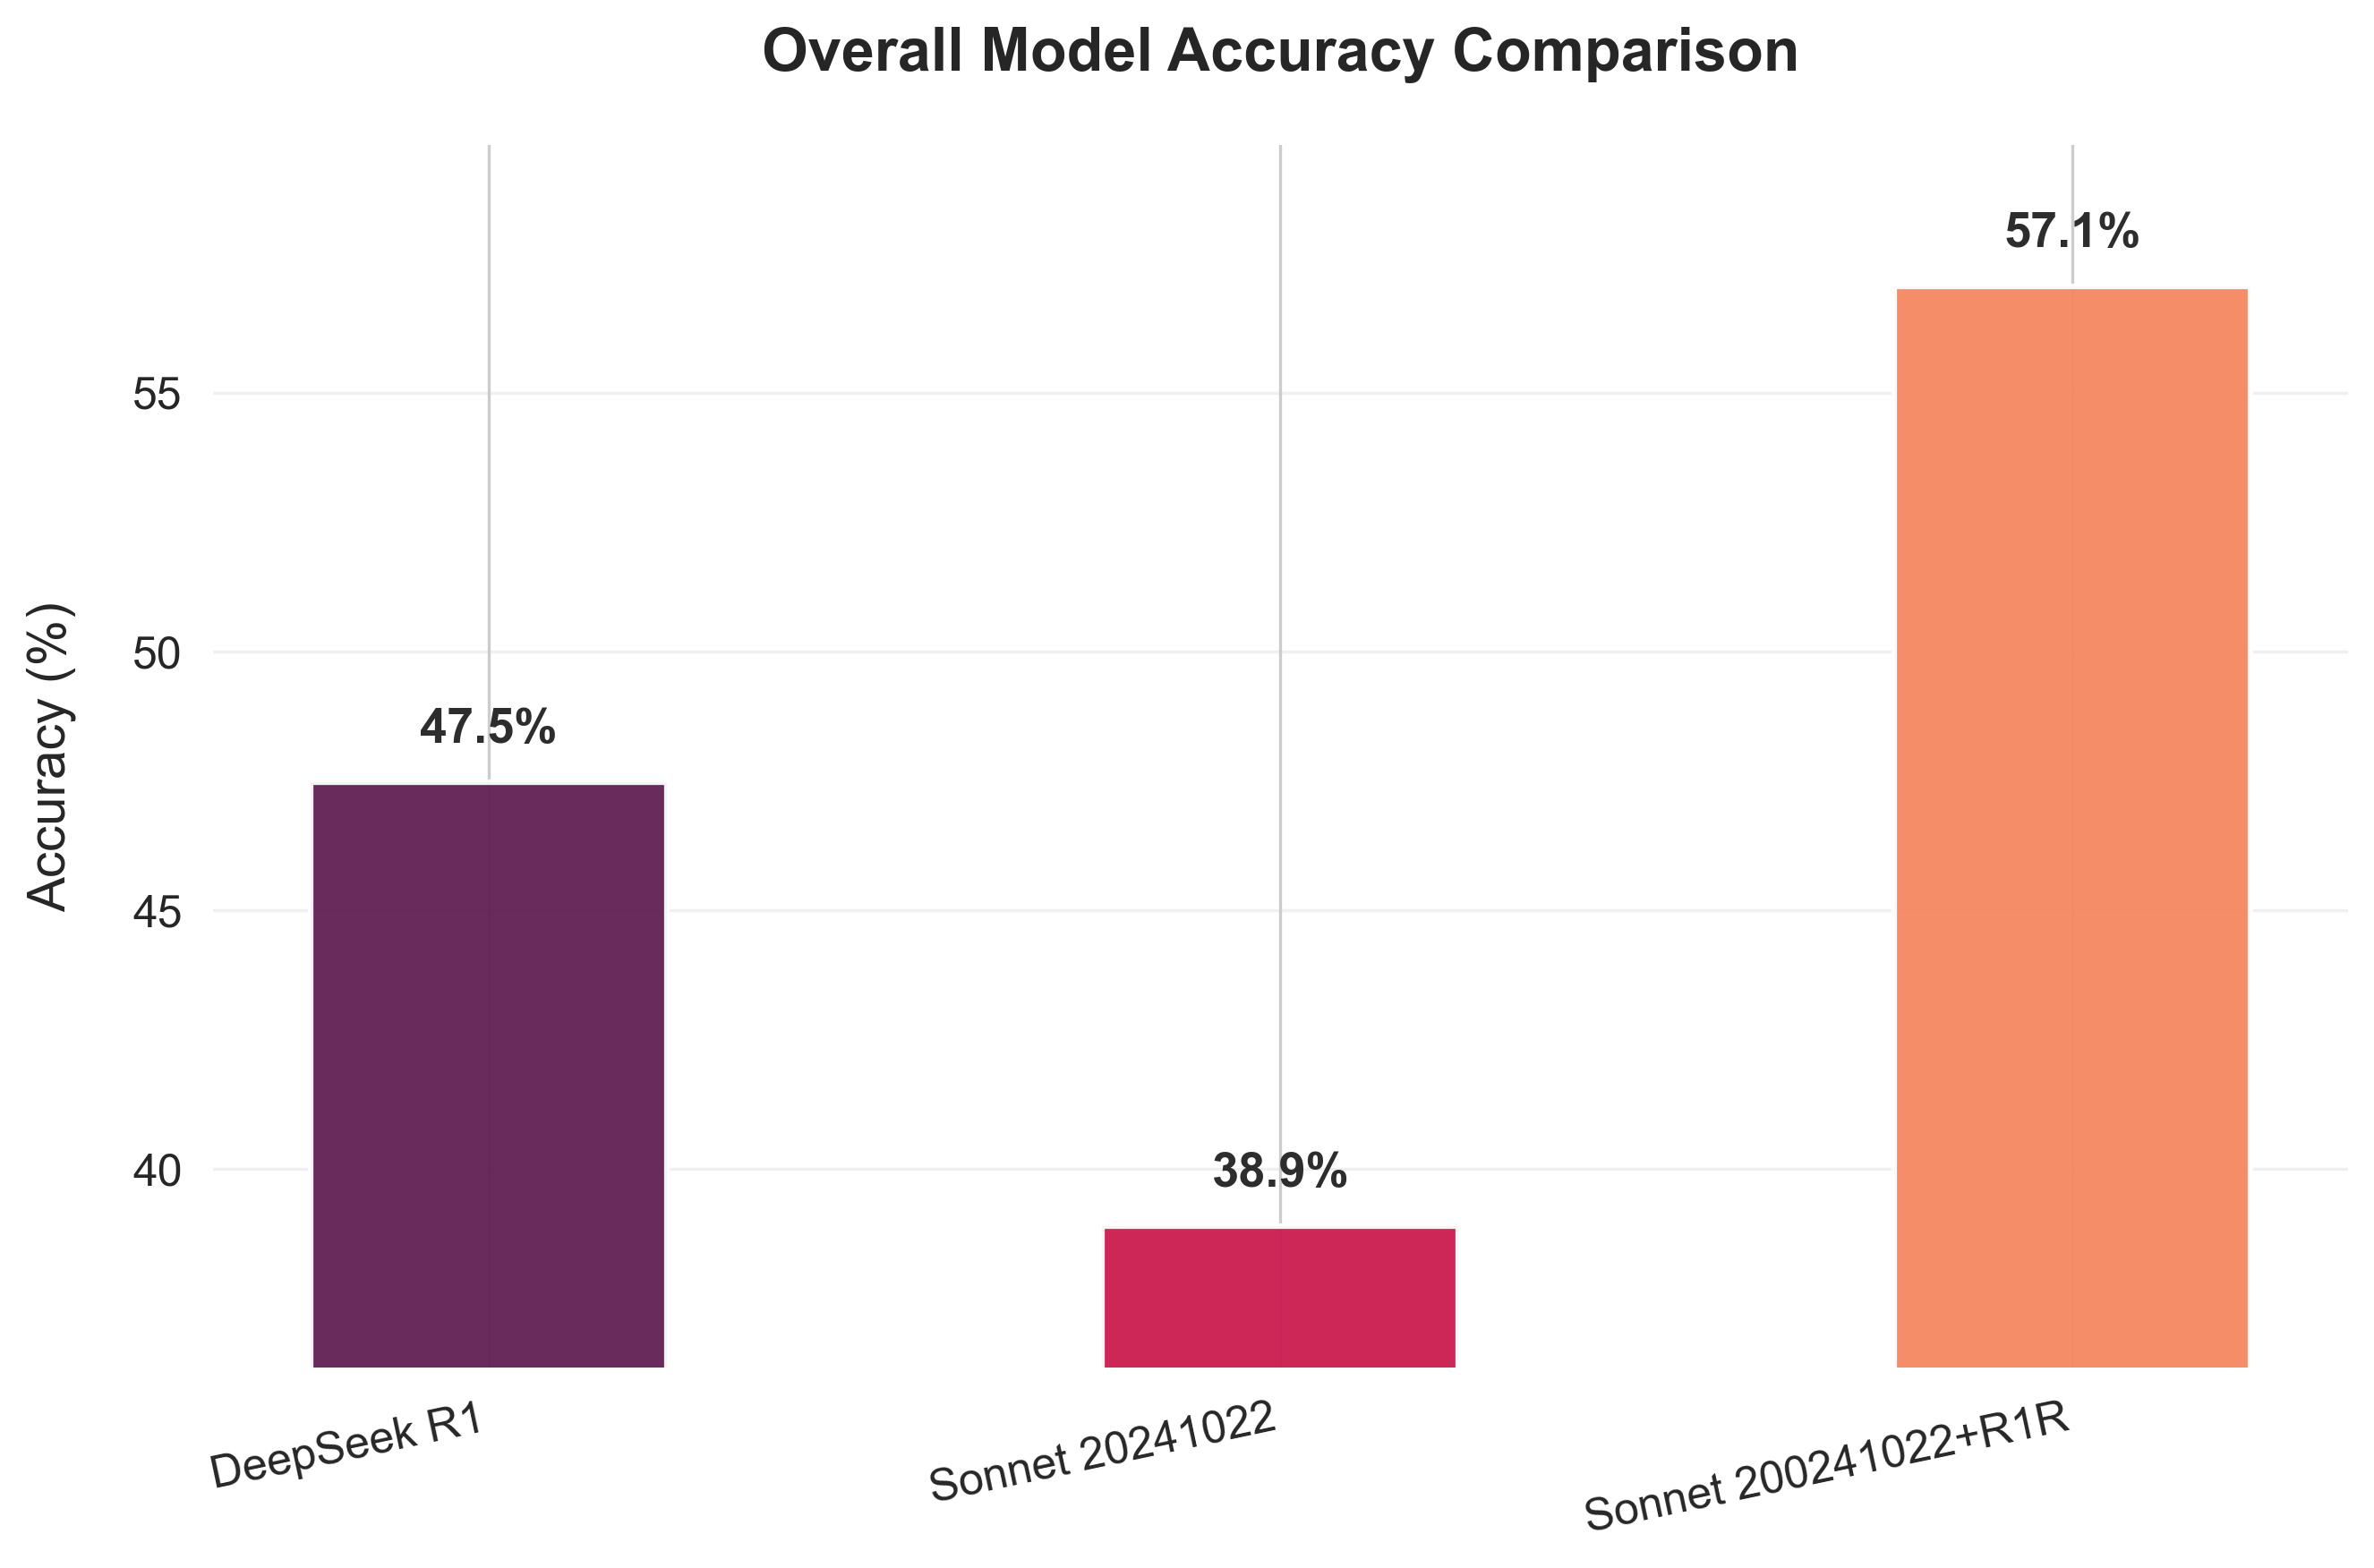 Overall Model Accuracy Comparison
57.1%
55
50
47.5%
45
40
38.9%
Accuracy (%)
DeepSeek R1
Sonnet 20241022
Sonnet 200241022+R1R